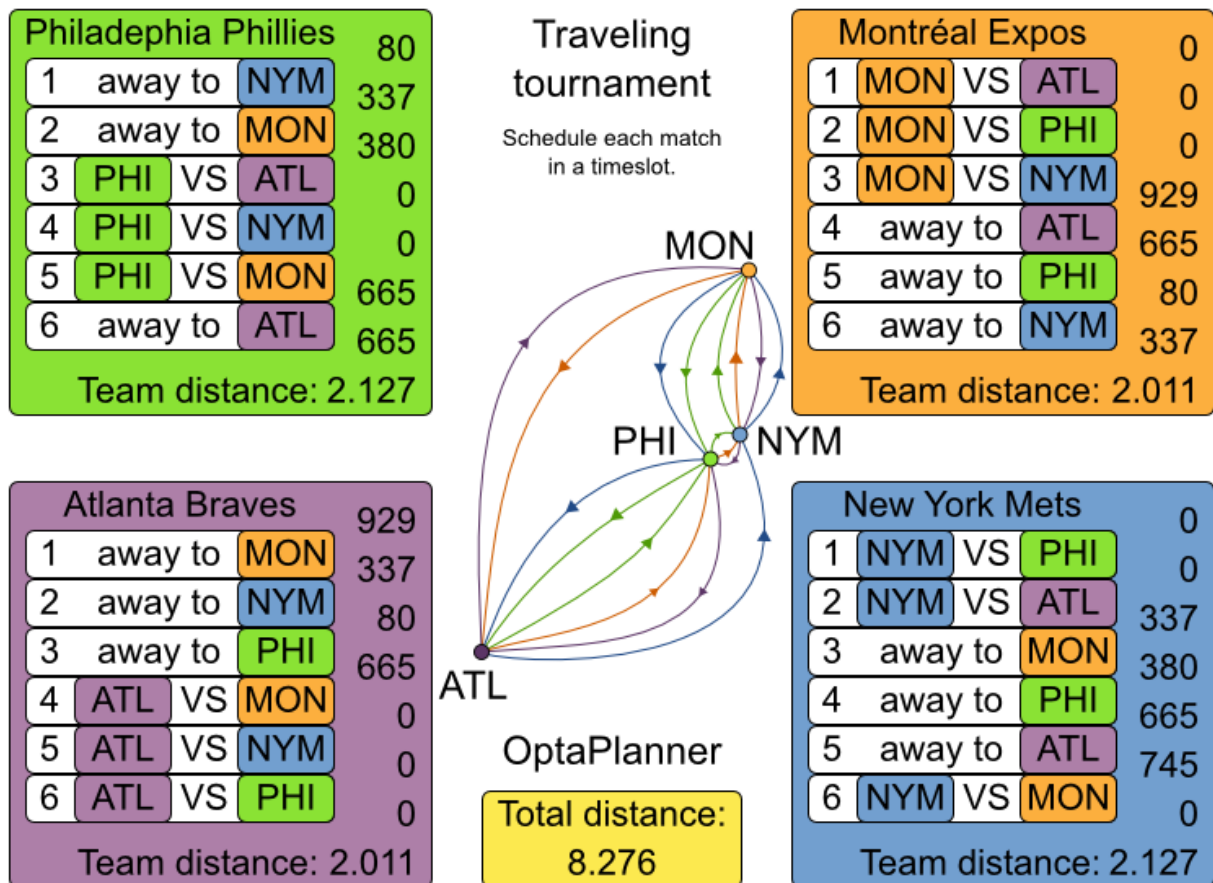 Philadephia Phillies
80
1 away to NYM
337
2 away to MON
380
3 PHI VS ATL
0
4 PHI VS NYM
0
5 PHI VS MON
665
6 away to ATL
665
Team distance: 2.127
Traveling
tournament
Schedule each match
in a timeslot.
Montréal Expos
0
1 MON VS ATL
0
2 MON VS PHI
0
3 MON VS NYM
929
4 away to ATL
665
5 away to PHI
80
6 away to NYM
337
Team distance: 2.011
MON
PHI
NYM
ATL
Atlanta Braves
929
1 away to MON
337
2 away to NYM
80
3 away to PHI
665
4 ATL VS MON
0
5 ATL VS NYM
0
6 ATL VS PHI
0
Team distance: 2.011
OptaPlanner
Total distance:
8.276
New York Mets
0
1 NYM VS PHI
0
2 NYM VS ATL
337
3 away to MON
380
4 away to PHI
665
5 away to ATL
745
6 NYM VS MON
0
Team distance: 2.127